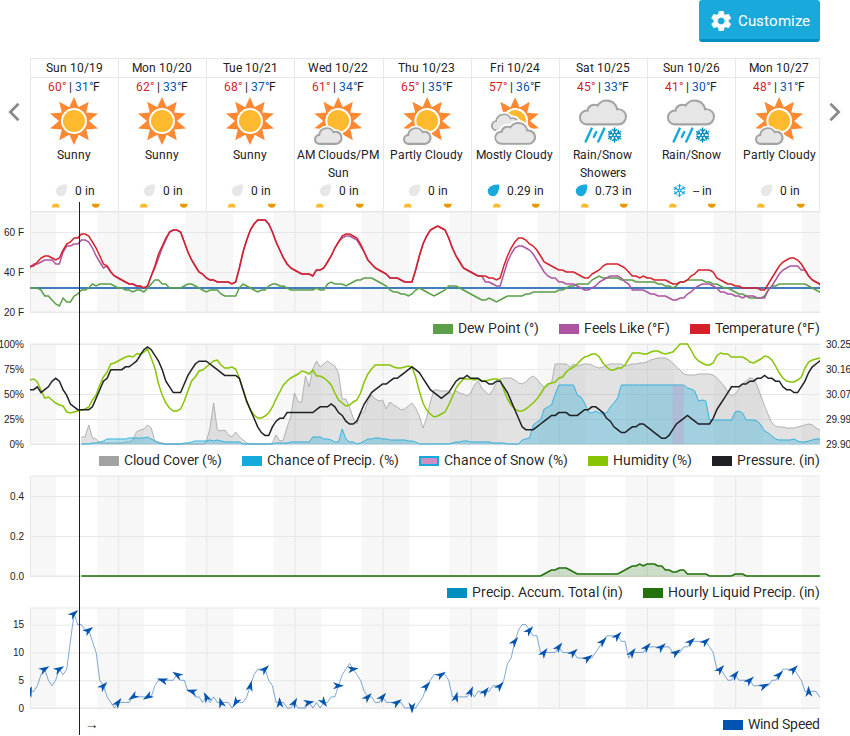 Customize
Sun 10/19 Mon 10/20 Tue 10/21 Wed 10/22 Thu 10/23 Fri 10/24 Sat 10/25 Sun 10/26 Mon 10/27
60° | 31°F 62° | 33°F 68° | 37°F 61° | 34°F 65° | 35°F 57° | 36°F 45° | 33°F 41° | 30°F 48° | 31°F
Sunny Sunny Sunny AM Clouds/PM Partly Cloudy Mostly Cloudy Rain/Snow Rain/Snow Partly Cloudy
Sun Showers
0 in 0 in 0 in 0 in 0 in 0.29 in 0.73 in -- in 0 in
60 F
40 F
20 F
Dew Point (°) Feels Like (°F) Temperature (°F)
100% 30.25
75% 30.16
50% 30.07
25% 29.99
0% 29.90
Cloud Cover (%) Chance of Precip. (%) Chance of Snow (%) Humidity (%) Pressure. (in)
0.4
0.2
0.0
Precip. Accum. Total (in) Hourly Liquid Precip. (in)
15
10
5
0
→
Wind Speed